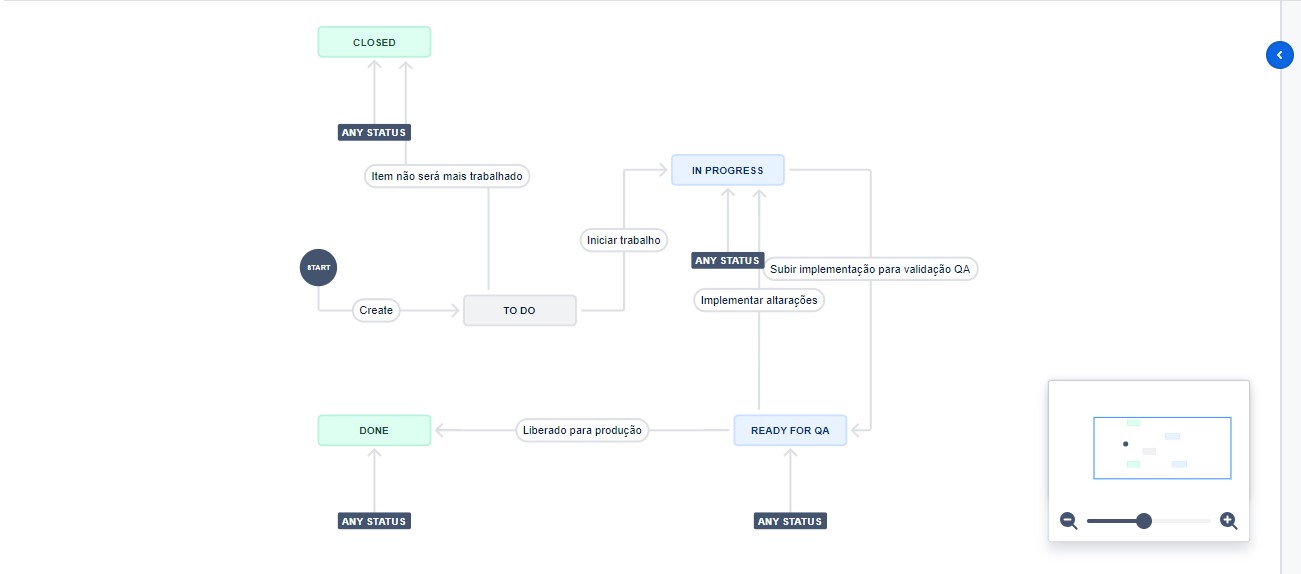 CLOSED
ANY STATUS
Item não será mais trabalhado
IN PROGRESS
Iniciar trabalho
ANY STATUS
START
Subir implementação para validação QA
Implementar altarações
Create
TO DO
DONE
Liberado para produção
READY FOR QA
ANY STATUS
ANY STATUS